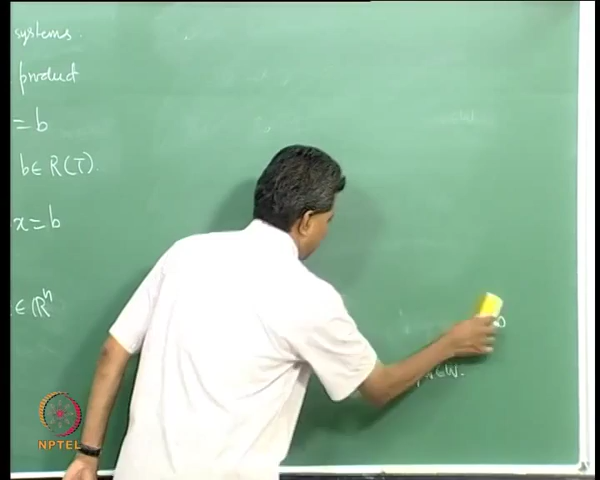 systems.
product
= b
b ∈ R(T).
x = b
∈ ℝⁿ
∈ W.
NPTEL